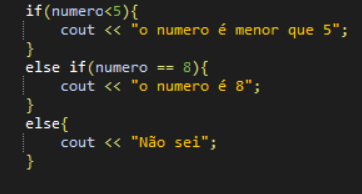 if(numero<5){
cout << "o numero é menor que 5";
}
else if(numero == 8){
cout << "o numero é 8";
}
else{
cout << "Não sei";
}